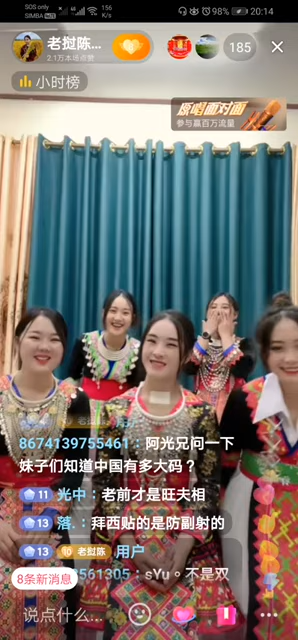 SOS only
SIMBA
156 K/s
98% 20:14
老挝陈...
2.1万本场点赞
185
小时榜
原唱面对面
参与赢百万流量
8674139755461：阿光兄问一下
妹子们知道中国有多大码？
11 光中：老前才是旺夫相
13 落.：拜西贴的是防副射的
13 老挝陈 用户
8条新消息
561305：sYu。不是双
说点什么...